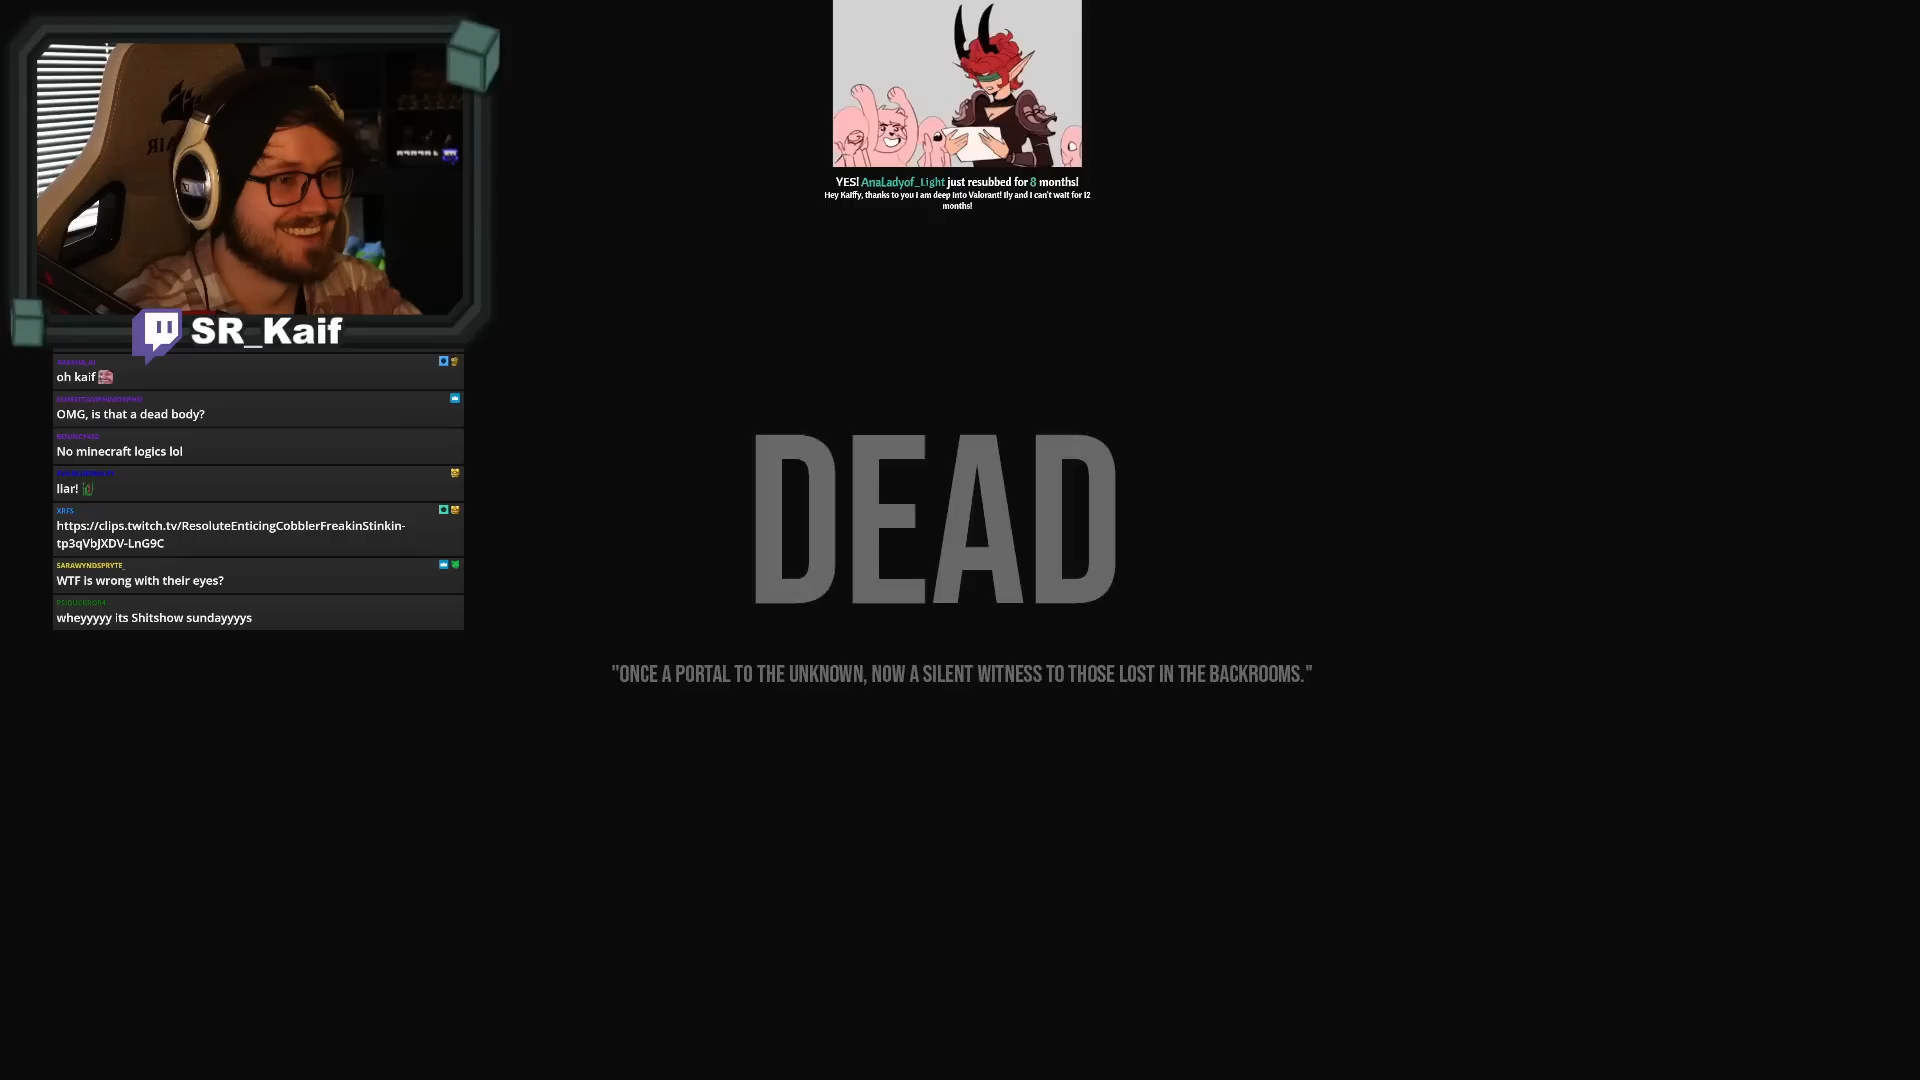 YES! AnaLadyof_Light just resubbed for 8 months!
Hey Kaiffy, thanks to you I am deep into Valorant! Ily and I can't wait for 12
months!
SR_Kaif
oh kaif
OMG, is that a dead body?
BOUNCY482
No minecraft logics lol
liar!
XRFS
https://clips.twitch.tv/ResoluteEnticingCobblerFreakinStinkin-
tp3qVbJXDV-LnG9C
SARAWYNDSPRYTE_
WTF is wrong with their eyes?
wheyyyyy its Shitshow sundayyyys
DEAD
"ONCE A PORTAL TO THE UNKNOWN, NOW A SILENT WITNESS TO THOSE LOST IN THE BACKROOMS."